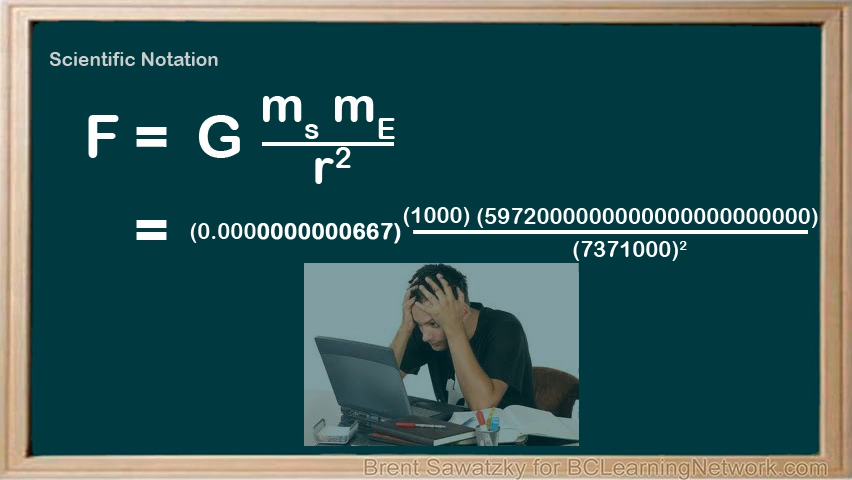 Scientific Notation
F = G m_s m_E / r²
= (0.0000000000667) (1000) (5972000000000000000000000) / (7371000)²
Brent Sawatzky for BCLearningNetwork.com